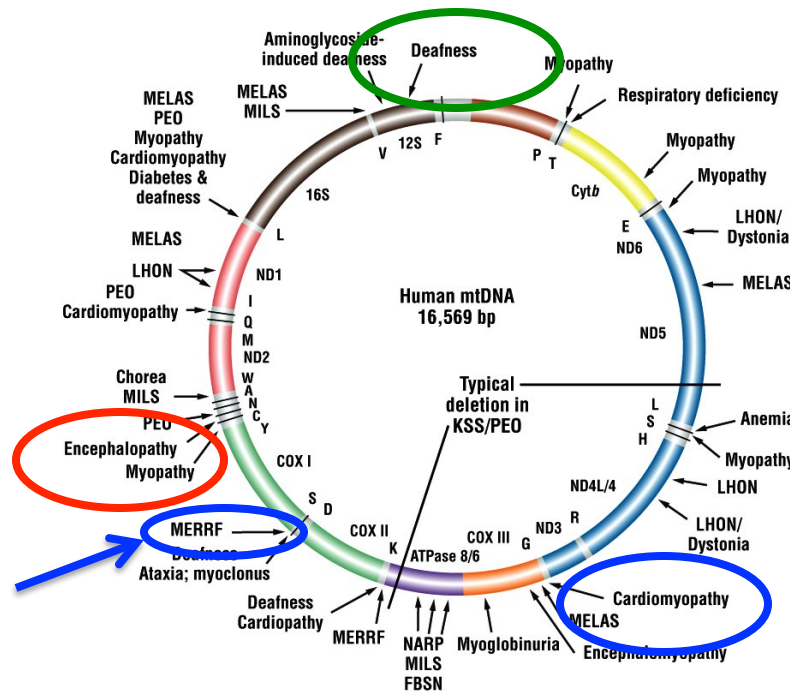 Aminoglycoside-
induced deafness
Deafness
Myopathy
Respiratory deficiency
MELAS
MILS
MELAS
PEO
Myopathy
Cardiomyopathy
Diabetes &
deafness
V
12S
F
P
T
Cytb
Myopathy
Myopathy
16S
E
ND6
LHON/
Dystonia
L
MELAS
ND1
LHON
MELAS
PEO
Cardiomyopathy
I
Q
M
ND2
W
A
N
C
Y
Human mtDNA
16,569 bp
ND5
Chorea
MILS
PEO
Encephalopathy
Myopathy
Typical
deletion in
KSS/PEO
L
S
H
Anemia
Myopathy
COX I
ND4L/4
LHON
S
D
MERRF
Deafness
Ataxia; myoclonus
COX II
K
ATPase 8/6
COX III
G
ND3
R
LHON/
Dystonia
Deafness
Cardiopathy
MERRF
NARP
MILS
FBSN
Myoglobinuria
Cardiomyopathy
MELAS
Encephalomyopathy